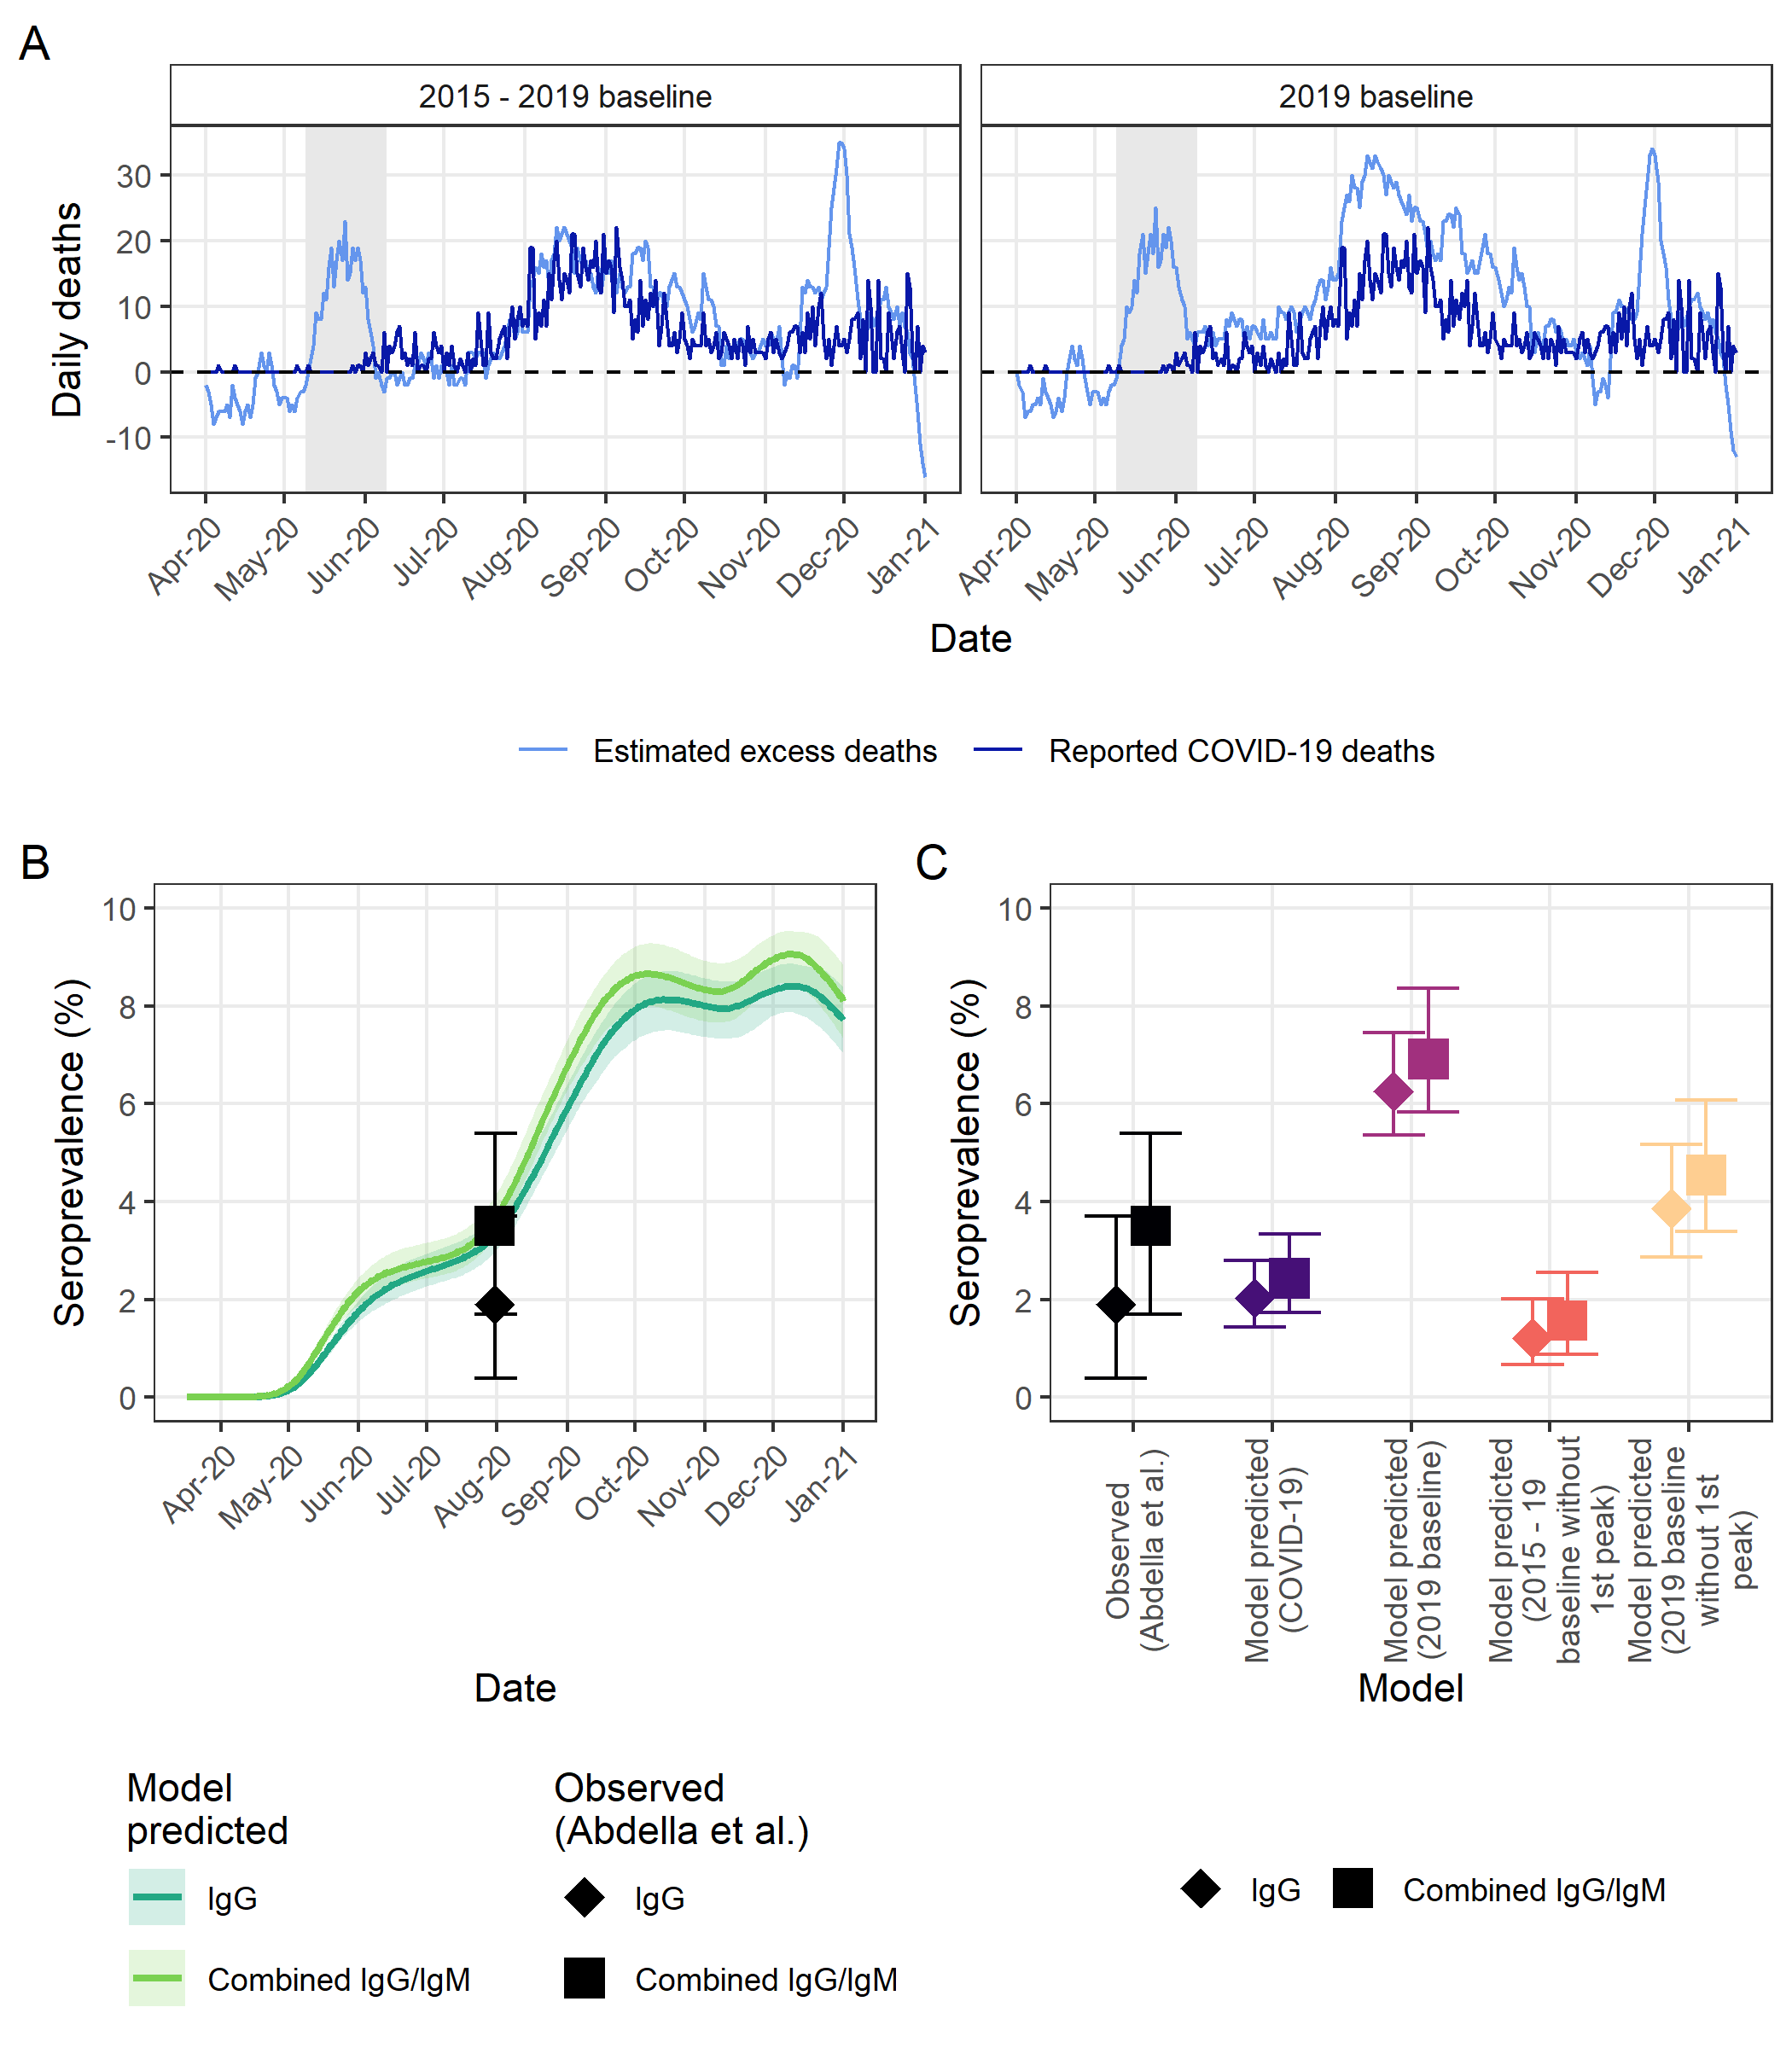 A
2015 - 2019 baseline
2019 baseline
Daily deaths
30
20
10
0
-10
Apr-20
May-20
Jun-20
Jul-20
Aug-20
Sep-20
Oct-20
Nov-20
Dec-20
Jan-21
Apr-20
May-20
Jun-20
Jul-20
Aug-20
Sep-20
Oct-20
Nov-20
Dec-20
Jan-21
Date
Estimated excess deaths
Reported COVID-19 deaths
B
Seroprevalence (%)
10
8
6
4
2
0
Apr-20
May-20
Jun-20
Jul-20
Aug-20
Sep-20
Oct-20
Nov-20
Dec-20
Jan-21
Date
C
Seroprevalence (%)
10
8
6
4
2
0
Observed
(Abdella et al.)
Model predicted
(COVID-19)
Model predicted
(2019 baseline)
Model predicted
(2015 - 19
baseline without
1st peak)
Model predicted
(2019 baseline
without 1st
peak)
Model
Model
predicted
IgG
Combined IgG/IgM
Observed
(Abdella et al.)
IgG
Combined IgG/IgM
IgG
Combined IgG/IgM